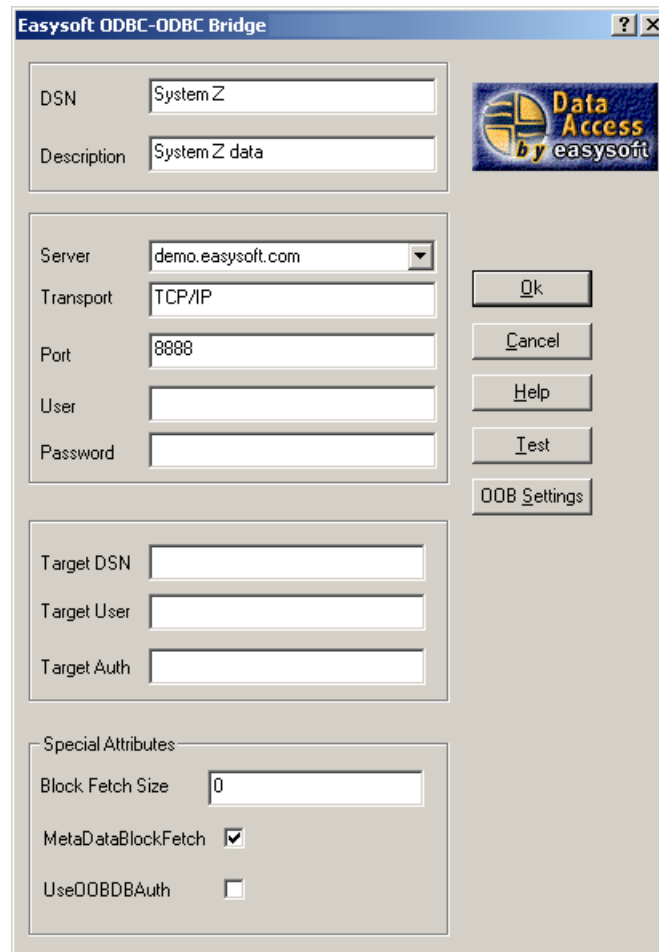 Easysoft ODBC-ODBC Bridge
DSN System Z
Description System Z data
Data
Access
by easysoft
Server demo.easysoft.com
Transport TCP/IP
Port 8888
User
Password
Ok
Cancel
Help
Test
OOB Settings
Target DSN
Target User
Target Auth
Special Attributes
Block Fetch Size 0
MetaDataBlockFetch
UseOOBDBAuth